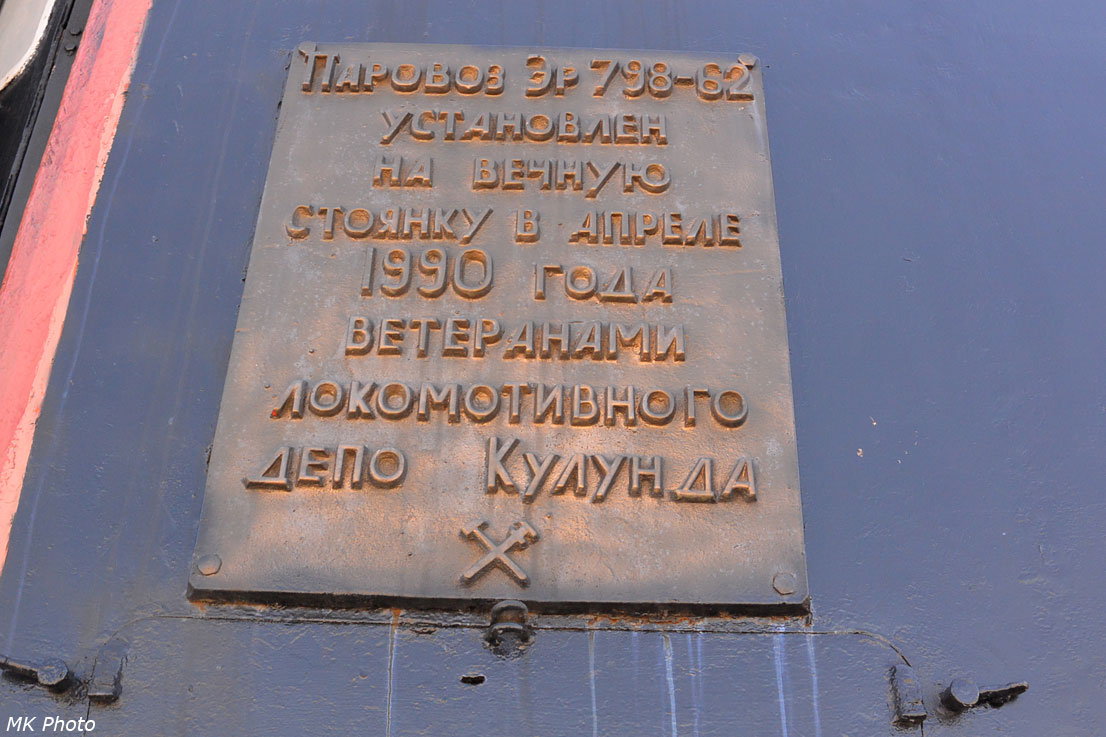 Паровоз Эр 798-62
установлен
на вечную
стоянку в апреле
1990 года
ветеранами
локомотивного
депо Кулунда
MK Photo